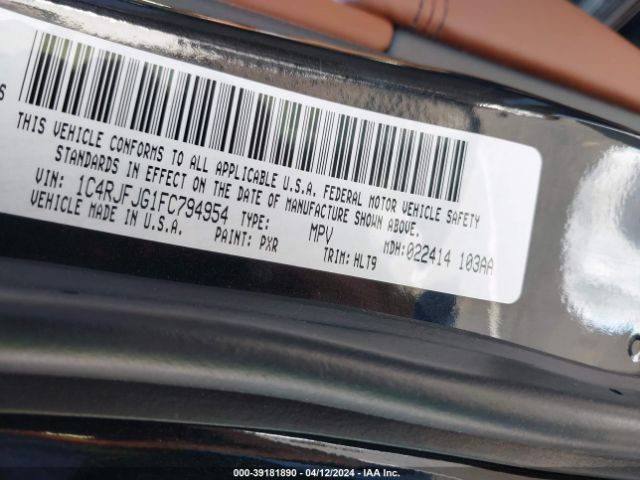 S
THIS VEHICLE CONFORMS TO ALL APPLICABLE U.S.A. FEDERAL MOTOR VEHICLE SAFETY
STANDARDS IN EFFECT ON THE DATE OF MANUFACTURE SHOWN ABOVE.
VIN: 1C4RJFJG1FC794954 TYPE: MPV MDH:022414 103AA
VEHICLE MADE IN U.S.A. PAINT: PXR TRIM: HLT9
000-39181890 - 04/12/2024 - IAA Inc.